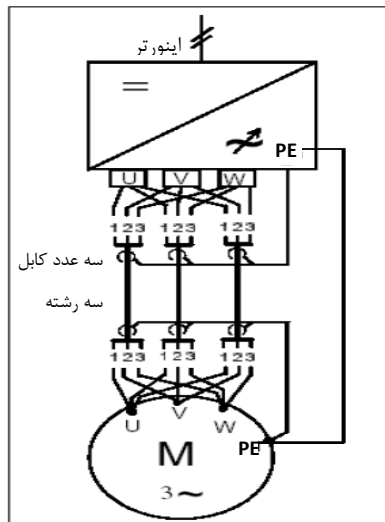 اینورتر
PE
U V W
123 123 123
سه عدد کابل
سه رشته
123 123 123
U V W
PE
M
3~